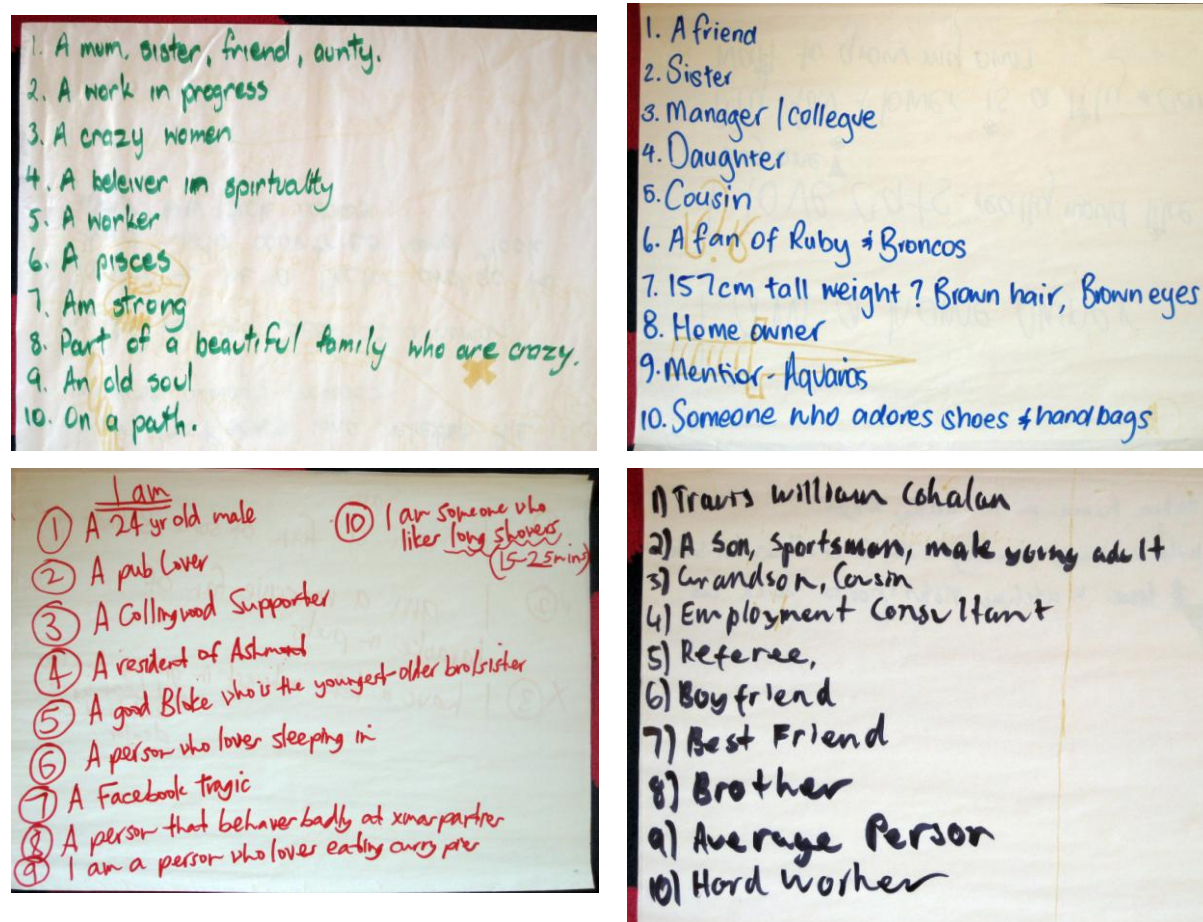 1. A mum, sister, friend, aunty.
2. A work in progress
3. A crazy women
4. A beleiver in spirtuality
5. A worker
6. A pisces
7. Am strong
8. Part of a beautiful family who are crazy.
9. An old soul
10. On a path.
1. A friend
2. Sister
3. Manager / collegue
4. Daughter
5. Cousin
6. A fan of Ruby & Broncos
7. 157cm tall weight ? Brown hair, Brown eyes
8. Home owner
9. Mentior - Aquaras
10. Someone who adores shoes & handbags
I am
① A 24 yr old male
② A pub Lover
③ A Collingwood Supporter
④ A resident of Ashmont
⑤ A good Bloke who is the youngest-older bro/sister
⑥ A person who loves sleeping in
⑦ A Facebook tragic
⑧ A person that behaves badly at xmas parties
⑨ I am a person who loves eating curry pies
⑩ I am someone who
likes long showers
(15-25mins)
1) Travis William Cohalan
2) A son, Sportsman, male young adult
3) Grandson, Cousin
4) Employment Consultant
5) Referee,
6) Boyfriend
7) Best Friend
8) Brother
9) Average Person
10) Hard Worker